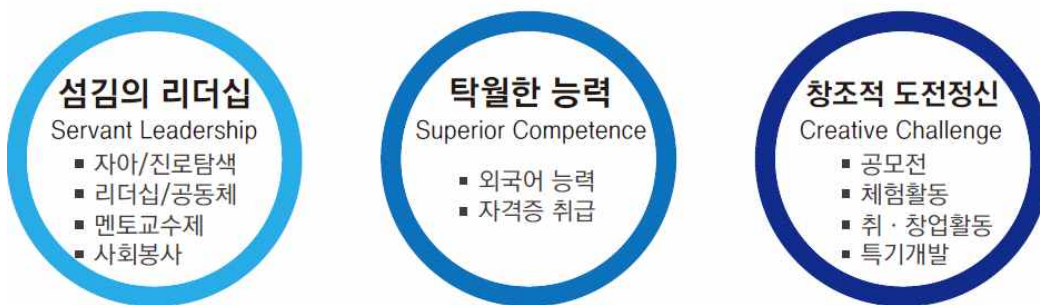 섬김의 리더십
Servant Leadership
▪ 자아/진로탐색
▪ 리더십/공동체
▪ 멘토교수제
▪ 사회봉사
탁월한 능력
Superior Competence
▪ 외국어 능력
▪ 자격증 취급
창조적 도전정신
Creative Challenge
▪ 공모전
▪ 체험활동
▪ 취 · 창업활동
▪ 특기개발